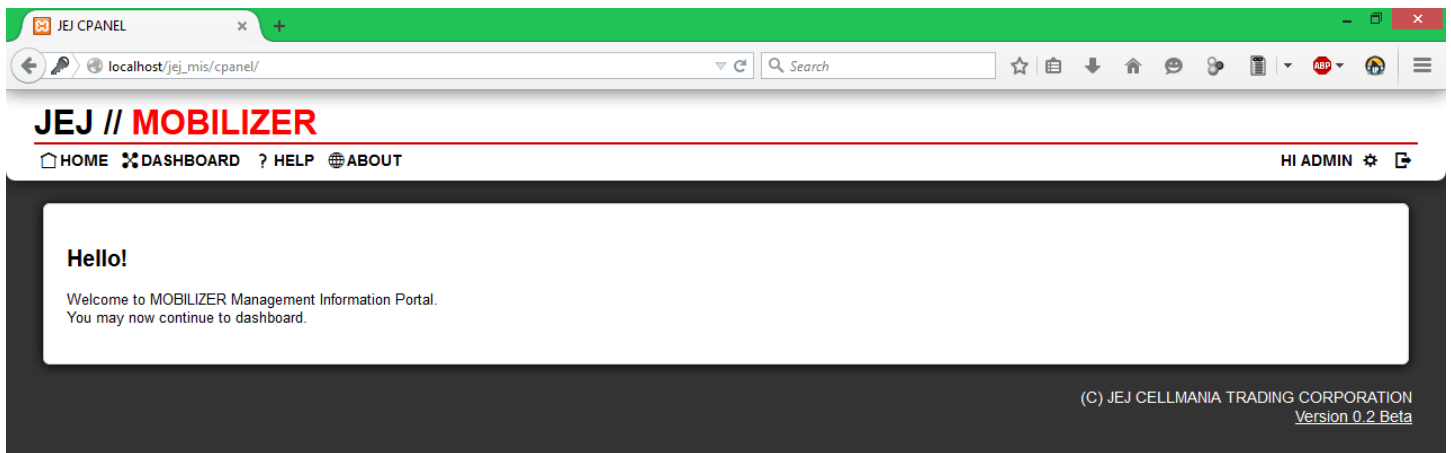 JEJ CPANEL
localhost/jej_mis/cpanel/
Search
ABP
JEJ // MOBILIZER
HOME DASHBOARD ? HELP ABOUT HI ADMIN
Hello!
Welcome to MOBILIZER Management Information Portal.
You may now continue to dashboard.
(C) JEJ CELLMANIA TRADING CORPORATION
Version 0.2 Beta